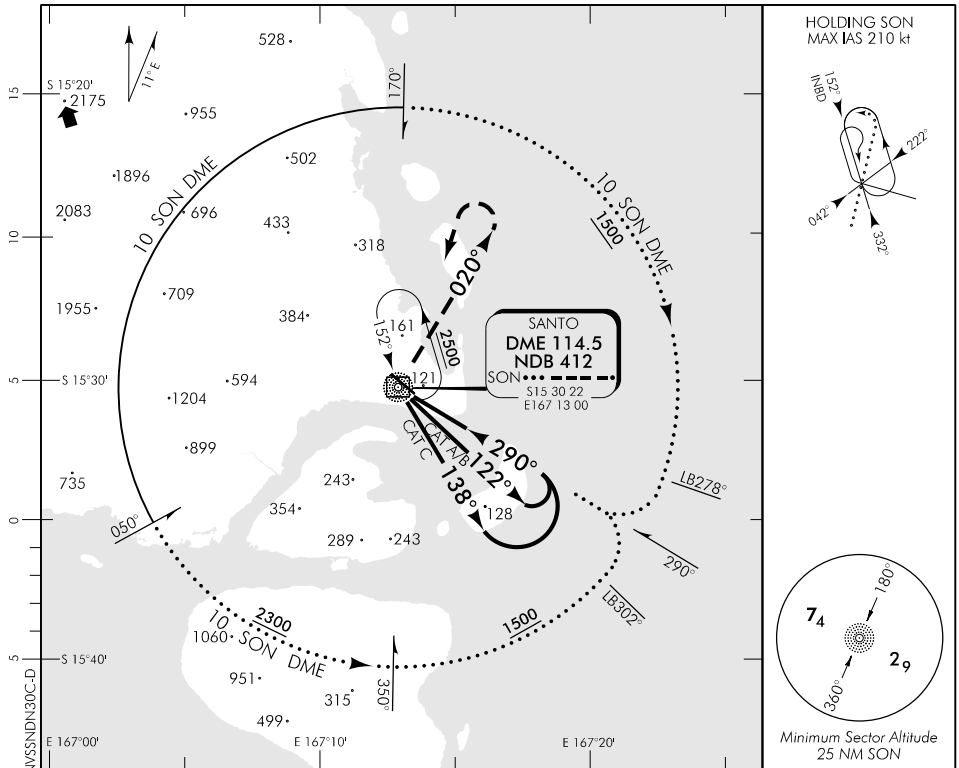 HOLDING SON
MAX IAS 210 kt
152°
INBD
222°
042°
332°
S 15°20'
2175
11° E
528
170°
15
955
502
10 SON DME
1896
2083
696
433
318
10
10 SON DME
1500
020°
709
1955
384
161
152°
2500
SANTO
DME 114.5
NDB 412
SON
S15 30 22
E167 13 00
5
S 15°30'
594
121
1204
CAT C
CAT A/B
290°
122°
138°
899
735
243
354
128
LB278°
0
050°
289
243
290°
LB302°
2300
1500
10 SON DME
1060
5
S 15°40'
951
315
350°
499
E 167°00'
E 167°10'
E 167°20'
180°
74
29
360°
Minimum Sector Altitude
25 NM SON
NVSSNDN30C-D